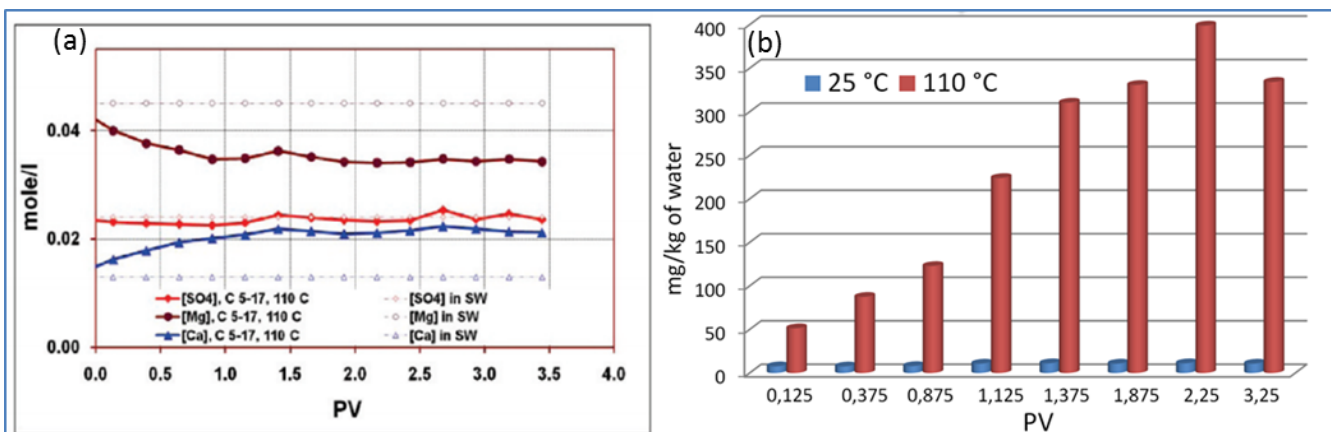 (a)
mole/l
0.04
0.02
0.00
[SO4], C 5-17, 110 C
[Mg], C 5-17, 110 C
[Ca], C 5-17, 110 C
[SO4] in SW
[Mg] in SW
[Ca] in SW
0.0 0.5 1.0 1.5 2.0 2.5 3.0 3.5 4.0
PV
(b)
25 °C 110 °C
mg/kg of water
400
350
300
250
200
150
100
50
0
0,125 0,375 0,875 1,125 1,375 1,875 2,25 3,25
PV